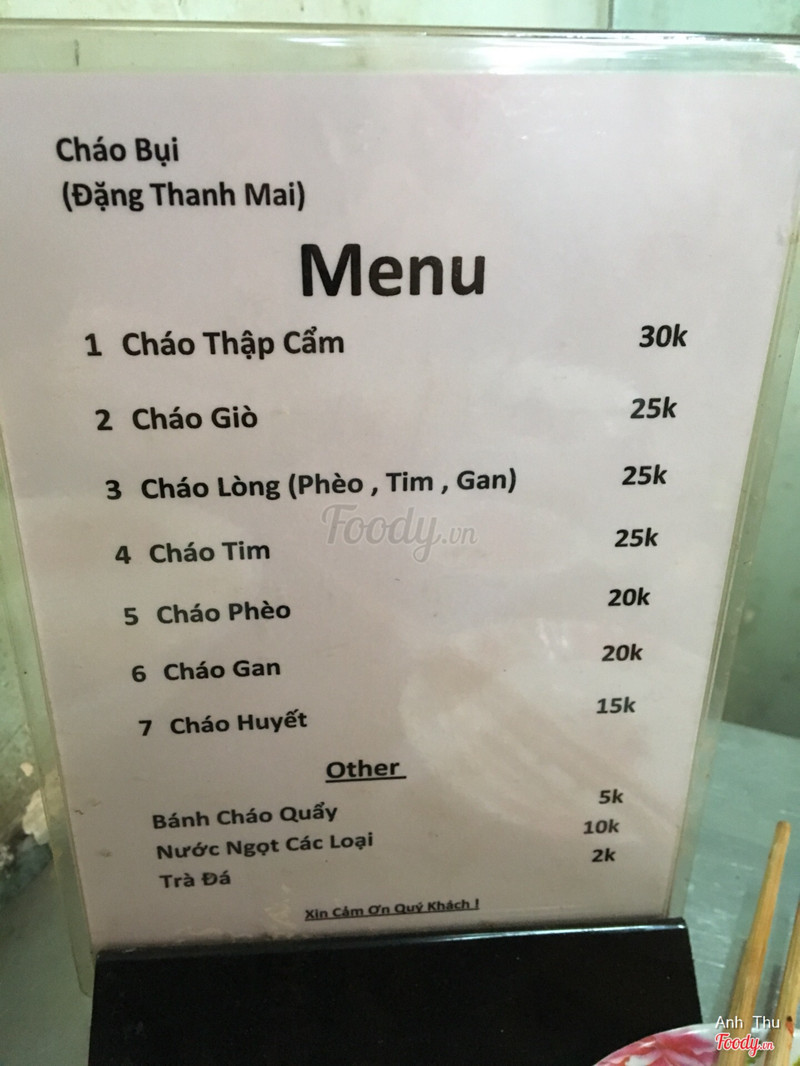 Cháo Bụi
(Đặng Thanh Mai)
Menu
1 Cháo Thập Cẩm 30k
2 Cháo Giò 25k
3 Cháo Lòng (Phèo , Tim , Gan) 25k
4 Cháo Tim 25k
5 Cháo Phèo 20k
6 Cháo Gan 20k
7 Cháo Huyết 15k
Other
Bánh Cháo Quẩy 5k
Nước Ngọt Các Loại 10k
Trà Đá 2k
Xin Cảm Ơn Quý Khách !
Foody.vn
Anh Thu
Foody.vn